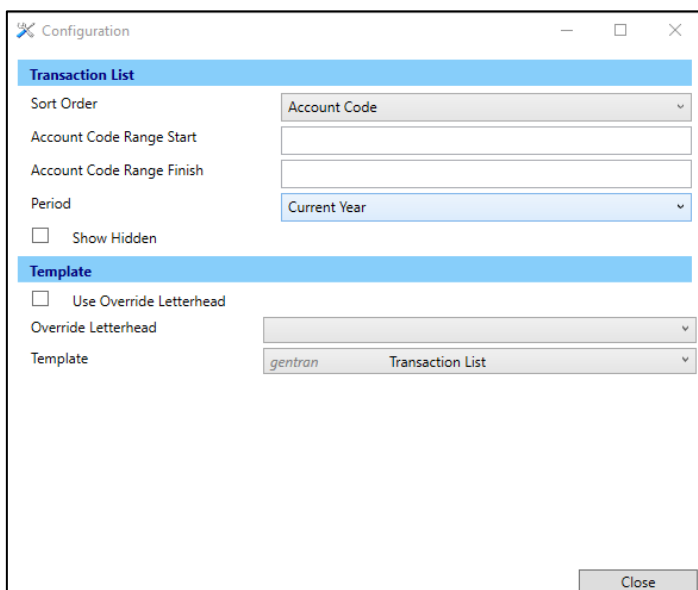 Configuration
Transaction List
Sort Order Account Code
Account Code Range Start
Account Code Range Finish
Period Current Year
Show Hidden
Template
Use Override Letterhead
Override Letterhead
Template gentran Transaction List
Close